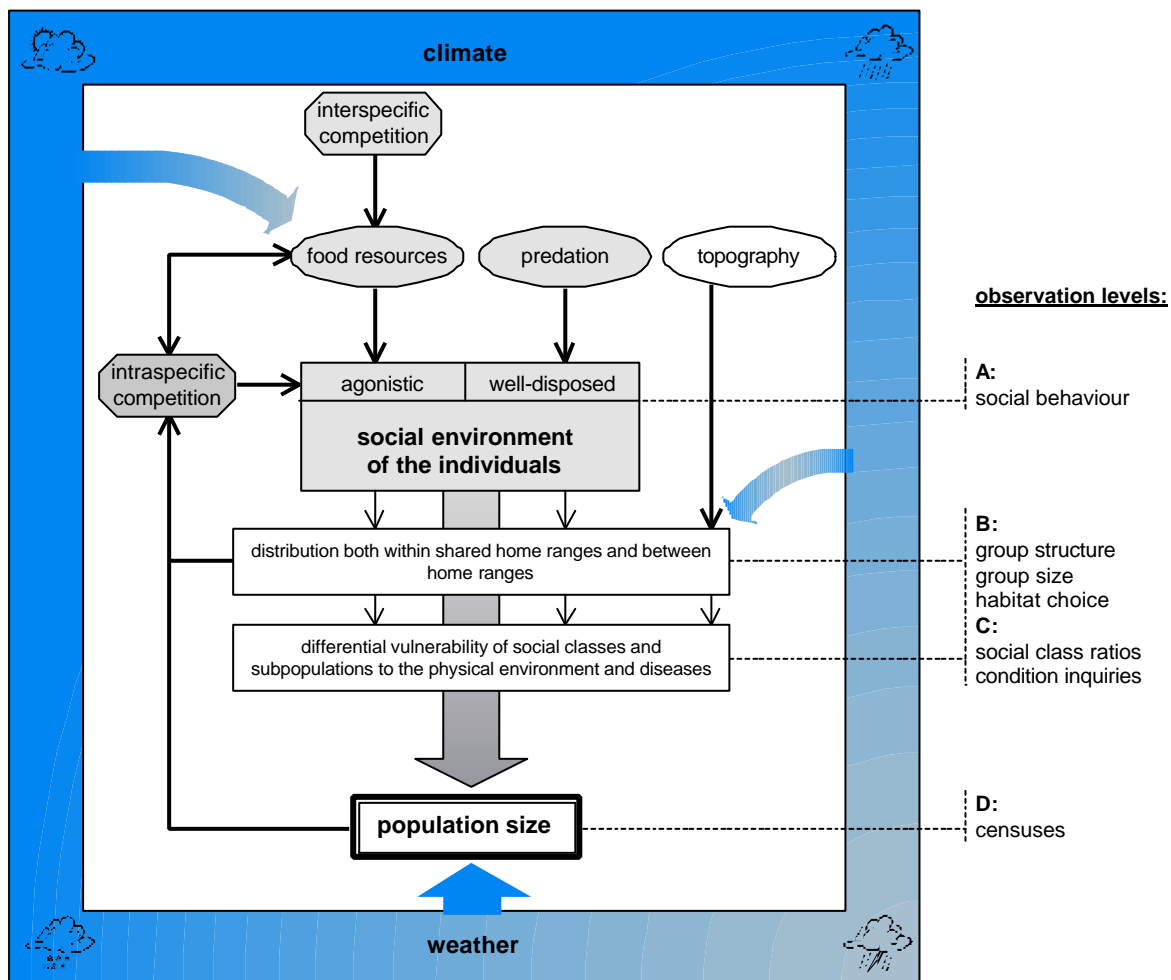 climate
interspecific
competition
food resources
predation
topography
observation levels:
intraspecific
competition
agonistic
well-disposed
A:
social behaviour
social environment
of the individuals
distribution both within shared home ranges and between
home ranges
B:
group structure
group size
habitat choice
differential vulnerability of social classes and
subpopulations to the physical environment and diseases
C:
social class ratios
condition inquiries
population size
D:
censuses
weather